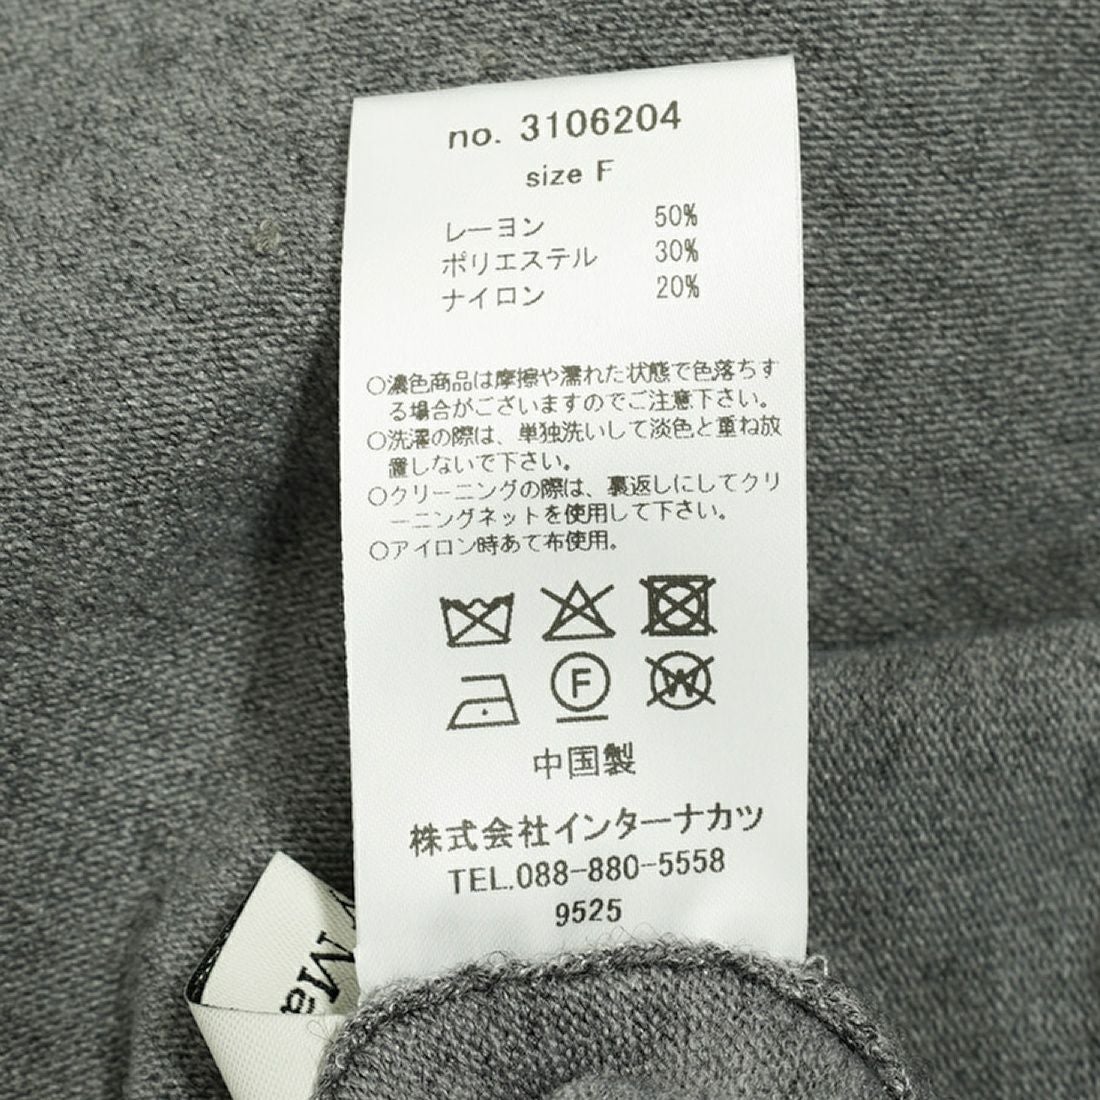 no. 3106204
size F
レーヨン 50%
ポリエステル 30%
ナイロン 20%
○濃色商品は摩擦や濡れた状態で色落ちす
る場合がございますのでご注意下さい。
○洗濯の際は、単独洗いして淡色と重ね放
置しないで下さい。
○クリーニングの際は、裏返しにしてクリ
ーニングネットを使用して下さい。
○アイロン時あて布使用。
F
W
中国製
株式会社インターナカツ
TEL.088-880-5558
9525
Ma